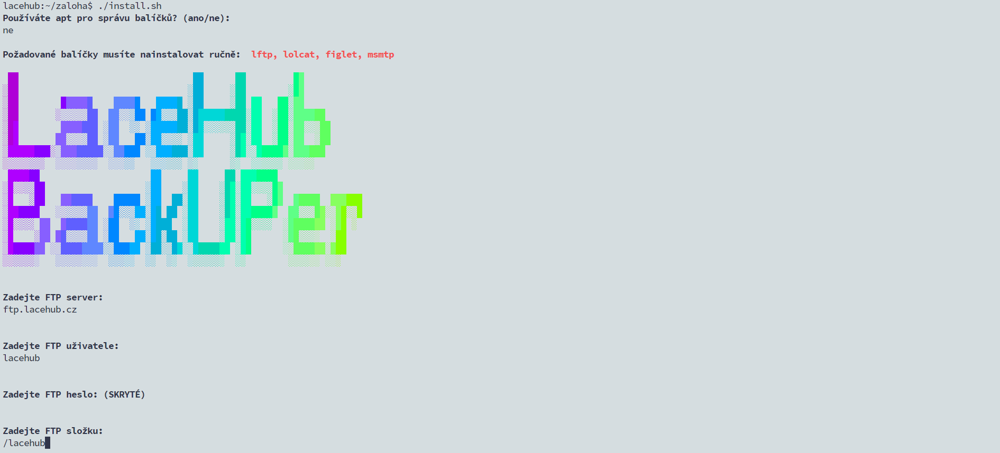 lacehub:~/zaloha$ ./install.sh
Používáte apt pro správu balíčků? (ano/ne):
ne
Požadované balíčky musíte nainstalovat ručně:  lftp, lolcat, figlet, msmtp
LaceHub
BackUPer
Zadejte FTP server:
ftp.lacehub.cz
Zadejte FTP uživatele:
lacehub
Zadejte FTP heslo: (SKRYTÉ)
Zadejte FTP složku:
/lacehub